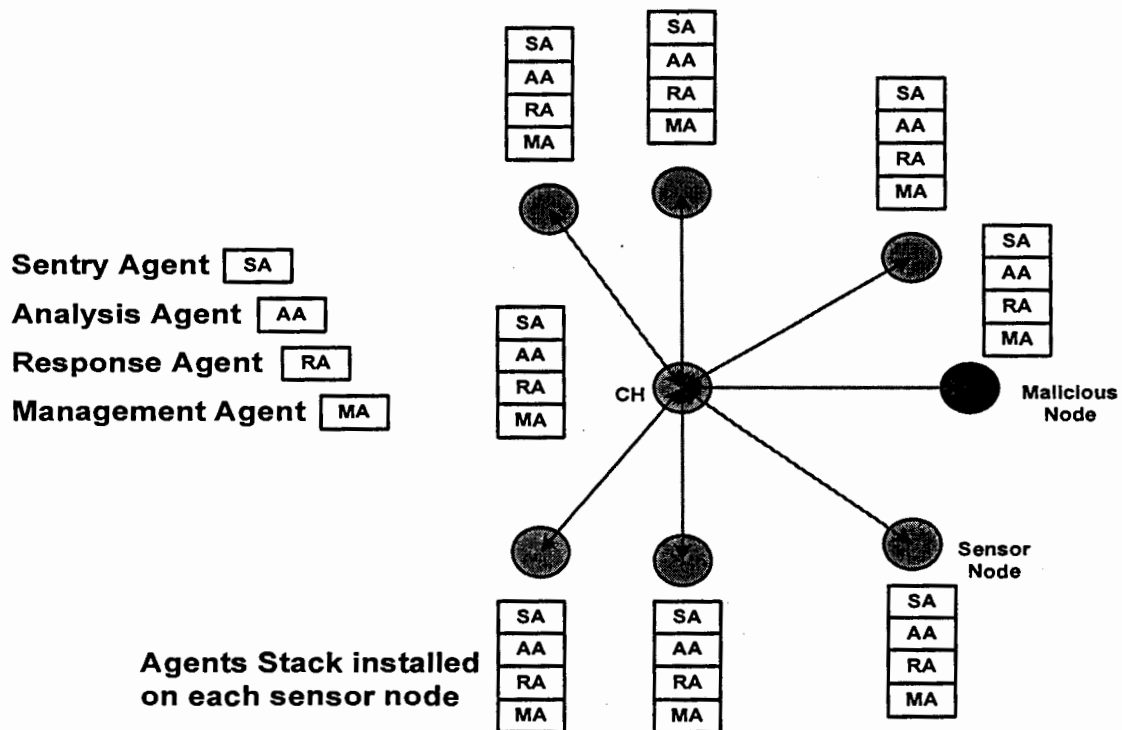 SA
AA
RA
MA
SA
AA
RA
MA
SA
AA
RA
MA
SA
AA
RA
MA
Sentry Agent SA
Analysis Agent AA
Response Agent RA
Management Agent MA
SA
AA
RA
MA
CH
Malicious
Node
Sensor
Node
SA
AA
RA
MA
SA
AA
RA
MA
SA
AA
RA
MA
Agents Stack installed
on each sensor node